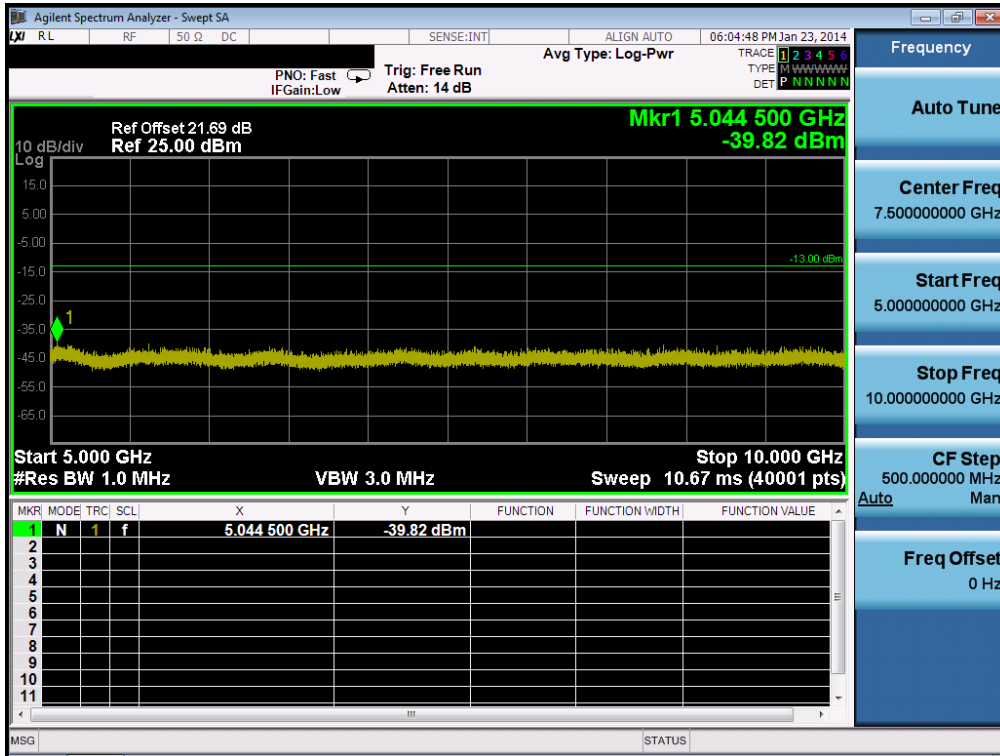 Agilent Spectrum Analyzer - Swept SA
LXI RL RF 50 Ω DC SENSE:INT ALIGN AUTO 06:04:48 PM Jan 23, 2014
PNO: Fast
IFGain:Low
Trig: Free Run
Atten: 14 dB
Avg Type: Log-Pwr
TRACE 1 2 3 4 5 6
TYPE M WWWWW
DET P N N N N N
Frequency
Auto Tune
Center Freq
7.500000000 GHz
Start Freq
5.000000000 GHz
Stop Freq
10.000000000 GHz
CF Step
500.000000 MHz
Auto Man
Freq Offset
0 Hz
Mkr1 5.044 500 GHz
-39.82 dBm
Ref Offset 21.69 dB
10 dB/div Ref 25.00 dBm
Log
15.0
5.00
-5.00
-13.00 dBm
-15.0
-25.0
1
-35.0
-45.0
-55.0
-65.0
Start 5.000 GHz Stop 10.000 GHz
#Res BW 1.0 MHz VBW 3.0 MHz Sweep 10.67 ms (40001 pts)
MKR MODE TRC SCL X Y FUNCTION FUNCTION WIDTH FUNCTION VALUE
1 N 1 f 5.044 500 GHz -39.82 dBm
2
3
4
5
6
7
8
9
10
11
MSG STATUS